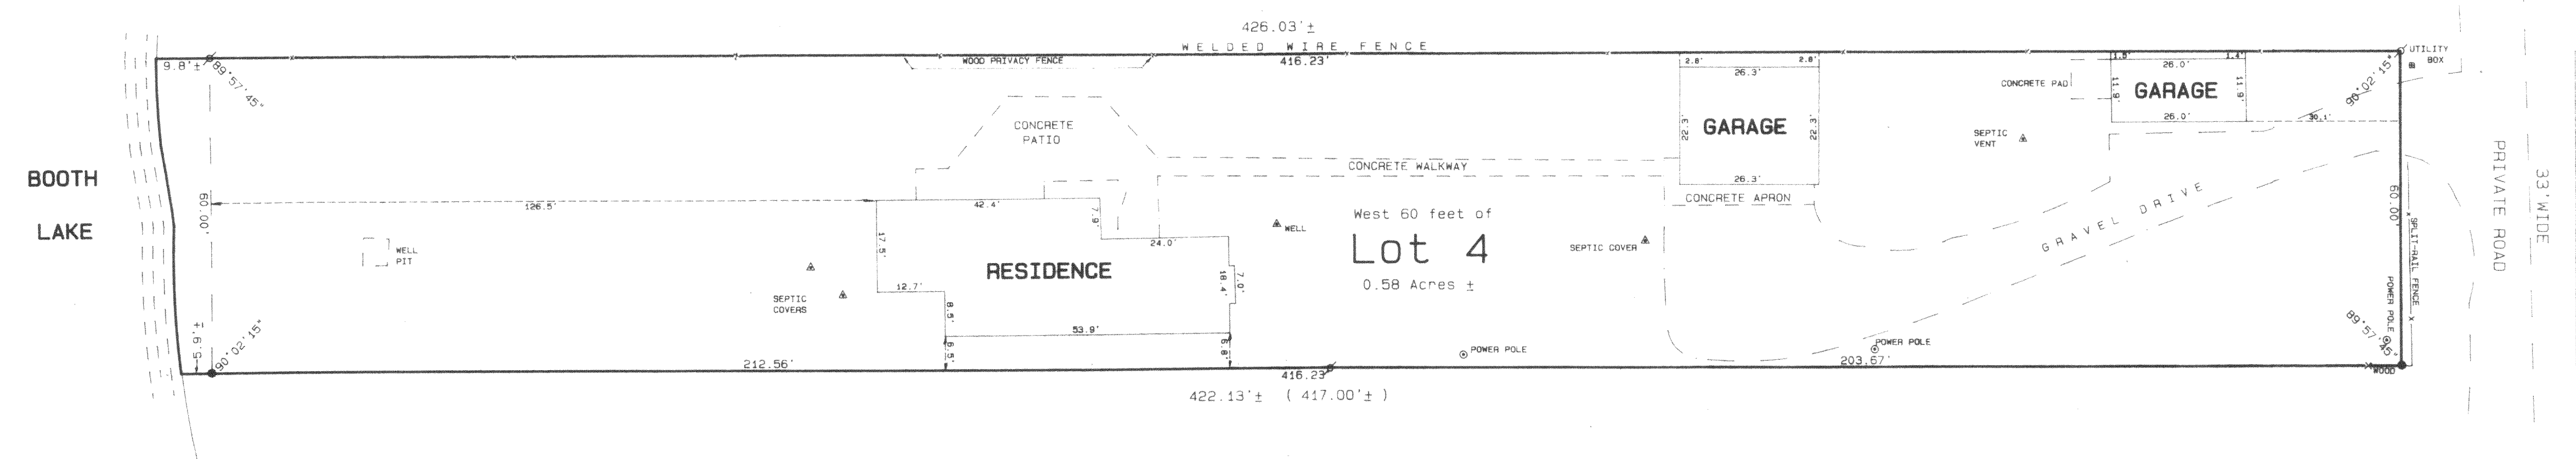 426.03'±
WELDED WIRE FENCE
416.23'
9.8'±
89°57'45"
WOOD PRIVACY FENCE
CONCRETE
PATIO
BOOTH
LAKE
60.00'
126.5'
WELL
PIT
5.9'±
90°02'15"
SEPTIC
COVERS
212.56'
42.4'
7.9'
24.0'
17.5'
12.7'
8.5'
RESIDENCE
18.4'
7.0'
53.9'
6.5'
6.8'
CONCRETE WALKWAY
WELL
West 60 feet of
Lot 4
0.58 Acres ±
416.23'
422.13'± ( 417.00'± )
POWER POLE
SEPTIC COVER
2.8'
2.8'
26.3'
22.3'
GARAGE
22.3'
26.3'
CONCRETE APRON
SEPTIC
VENT
CONCRETE PAD
1.5'
1.4'
26.0'
11.9'
GARAGE
11.9'
26.0'
30.1'
GRAVEL DRIVE
POWER POLE
203.67'
90°02'15"
UTILITY
BOX
60.00'
SPLIT-RAIL FENCE
POWER POLE
89°57'45"
WOOD
PRIVATE ROAD
33'WIDE